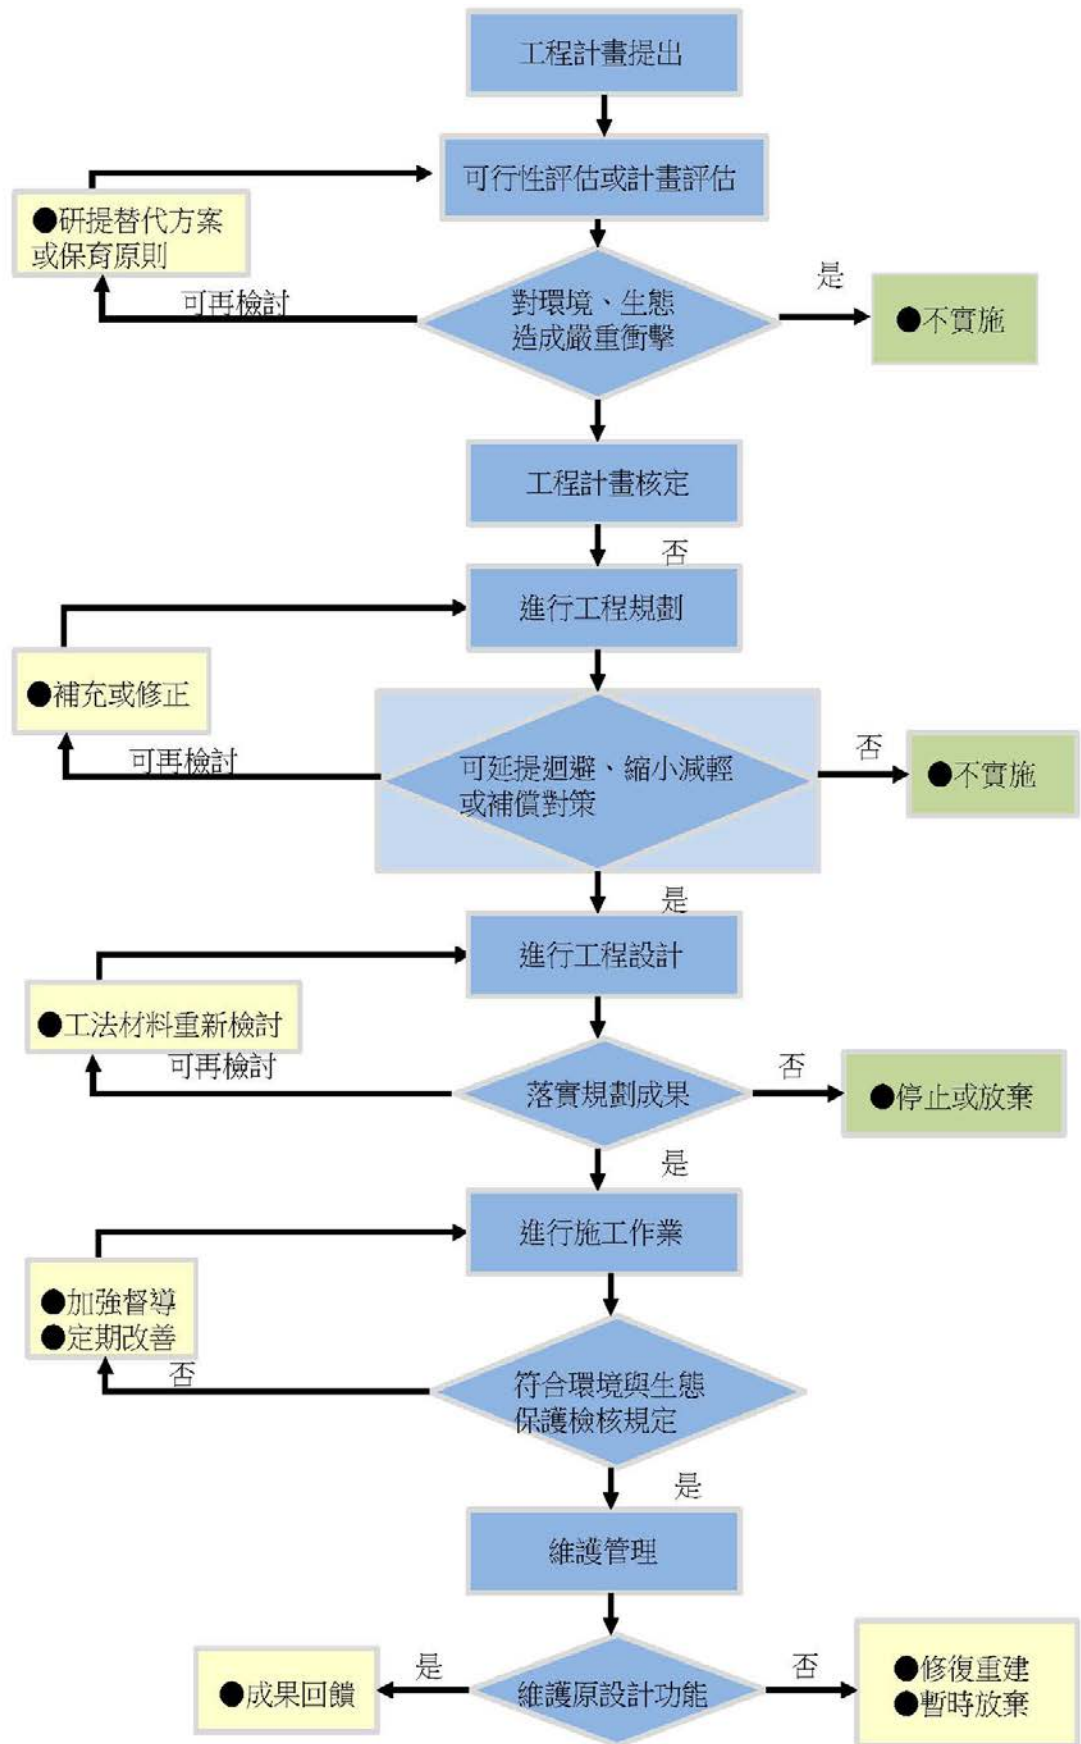 工程計畫提出
可行性評估或計畫評估
●研提替代方案
或保育原則
可再檢討
對環境、生態
造成嚴重衝擊
是
●不實施
工程計畫核定
否
進行工程規劃
●補充或修正
可再檢討
可延提迴避、縮小減輕
或補償對策
否
●不實施
是
進行工程設計
●工法材料重新檢討
可再檢討
落實規劃成果
否
●停止或放棄
是
進行施工作業
●加強督導
●定期改善
否
符合環境與生態
保護檢核規定
是
維護管理
●成果回饋
是
維護原設計功能
否
●修復重建
●暫時放棄